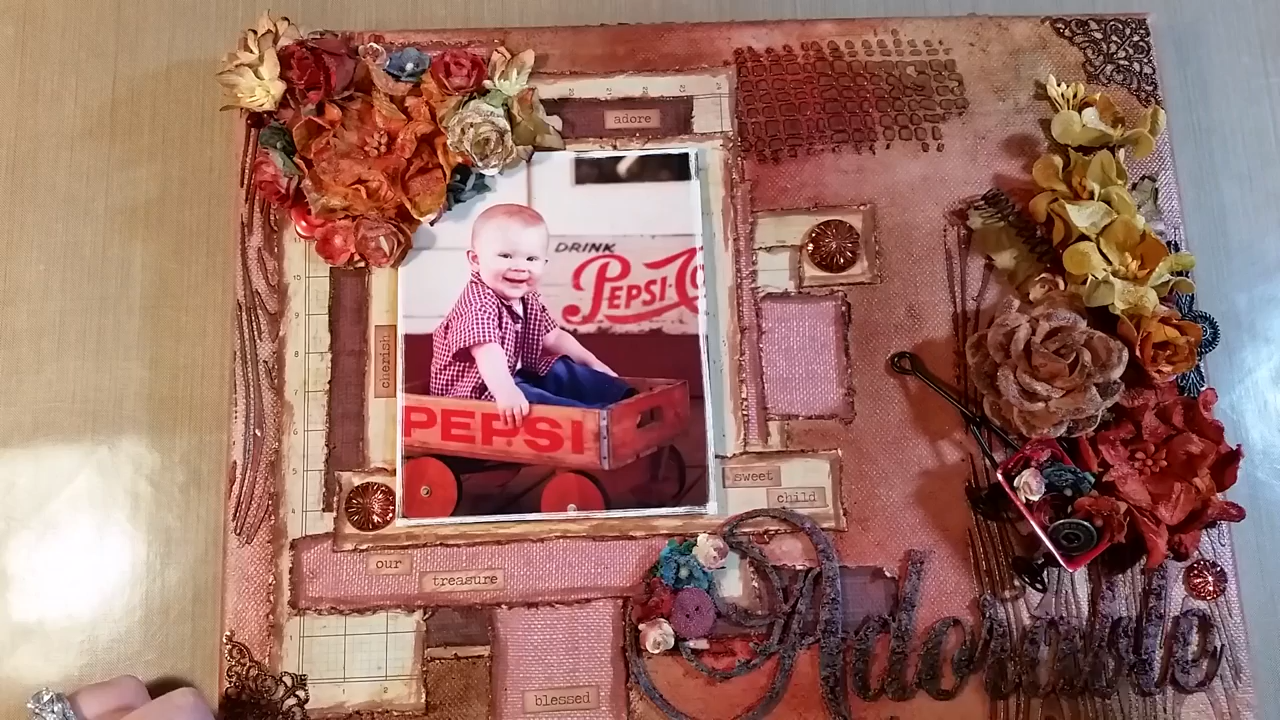 adore
DRINK
PEPSI-Co
cherish
PEPSI
sweet
child
our
treasure
Adorable
blessed